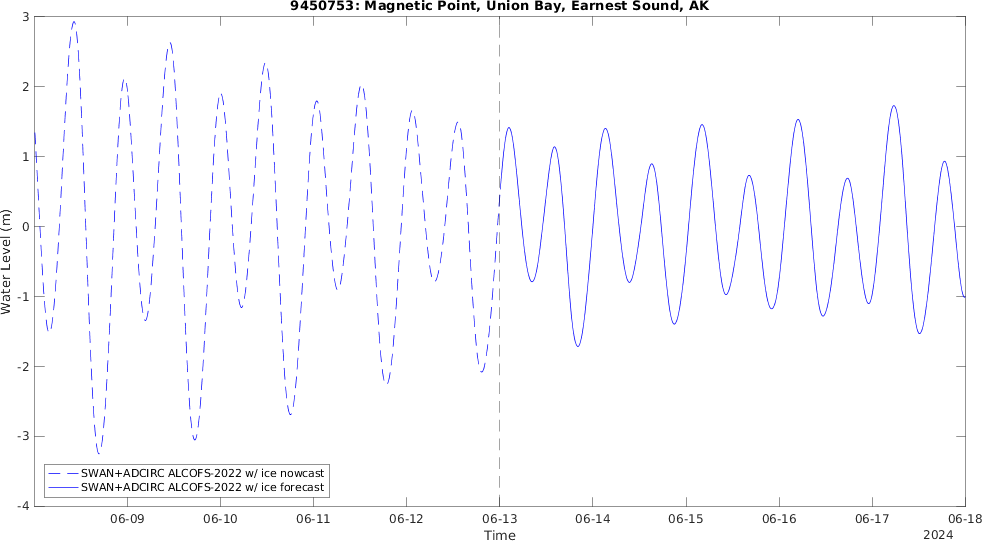 9450753: Magnetic Point, Union Bay, Earnest Sound, AK
3
2
1
0
-1
-2
-3
-4
Water Level (m)
SWAN+ADCIRC ALCOFS-2022 w/ ice nowcast
SWAN+ADCIRC ALCOFS-2022 w/ ice forecast
06-09 06-10 06-11 06-12 06-13 06-14 06-15 06-16 06-17 06-18
Time
2024